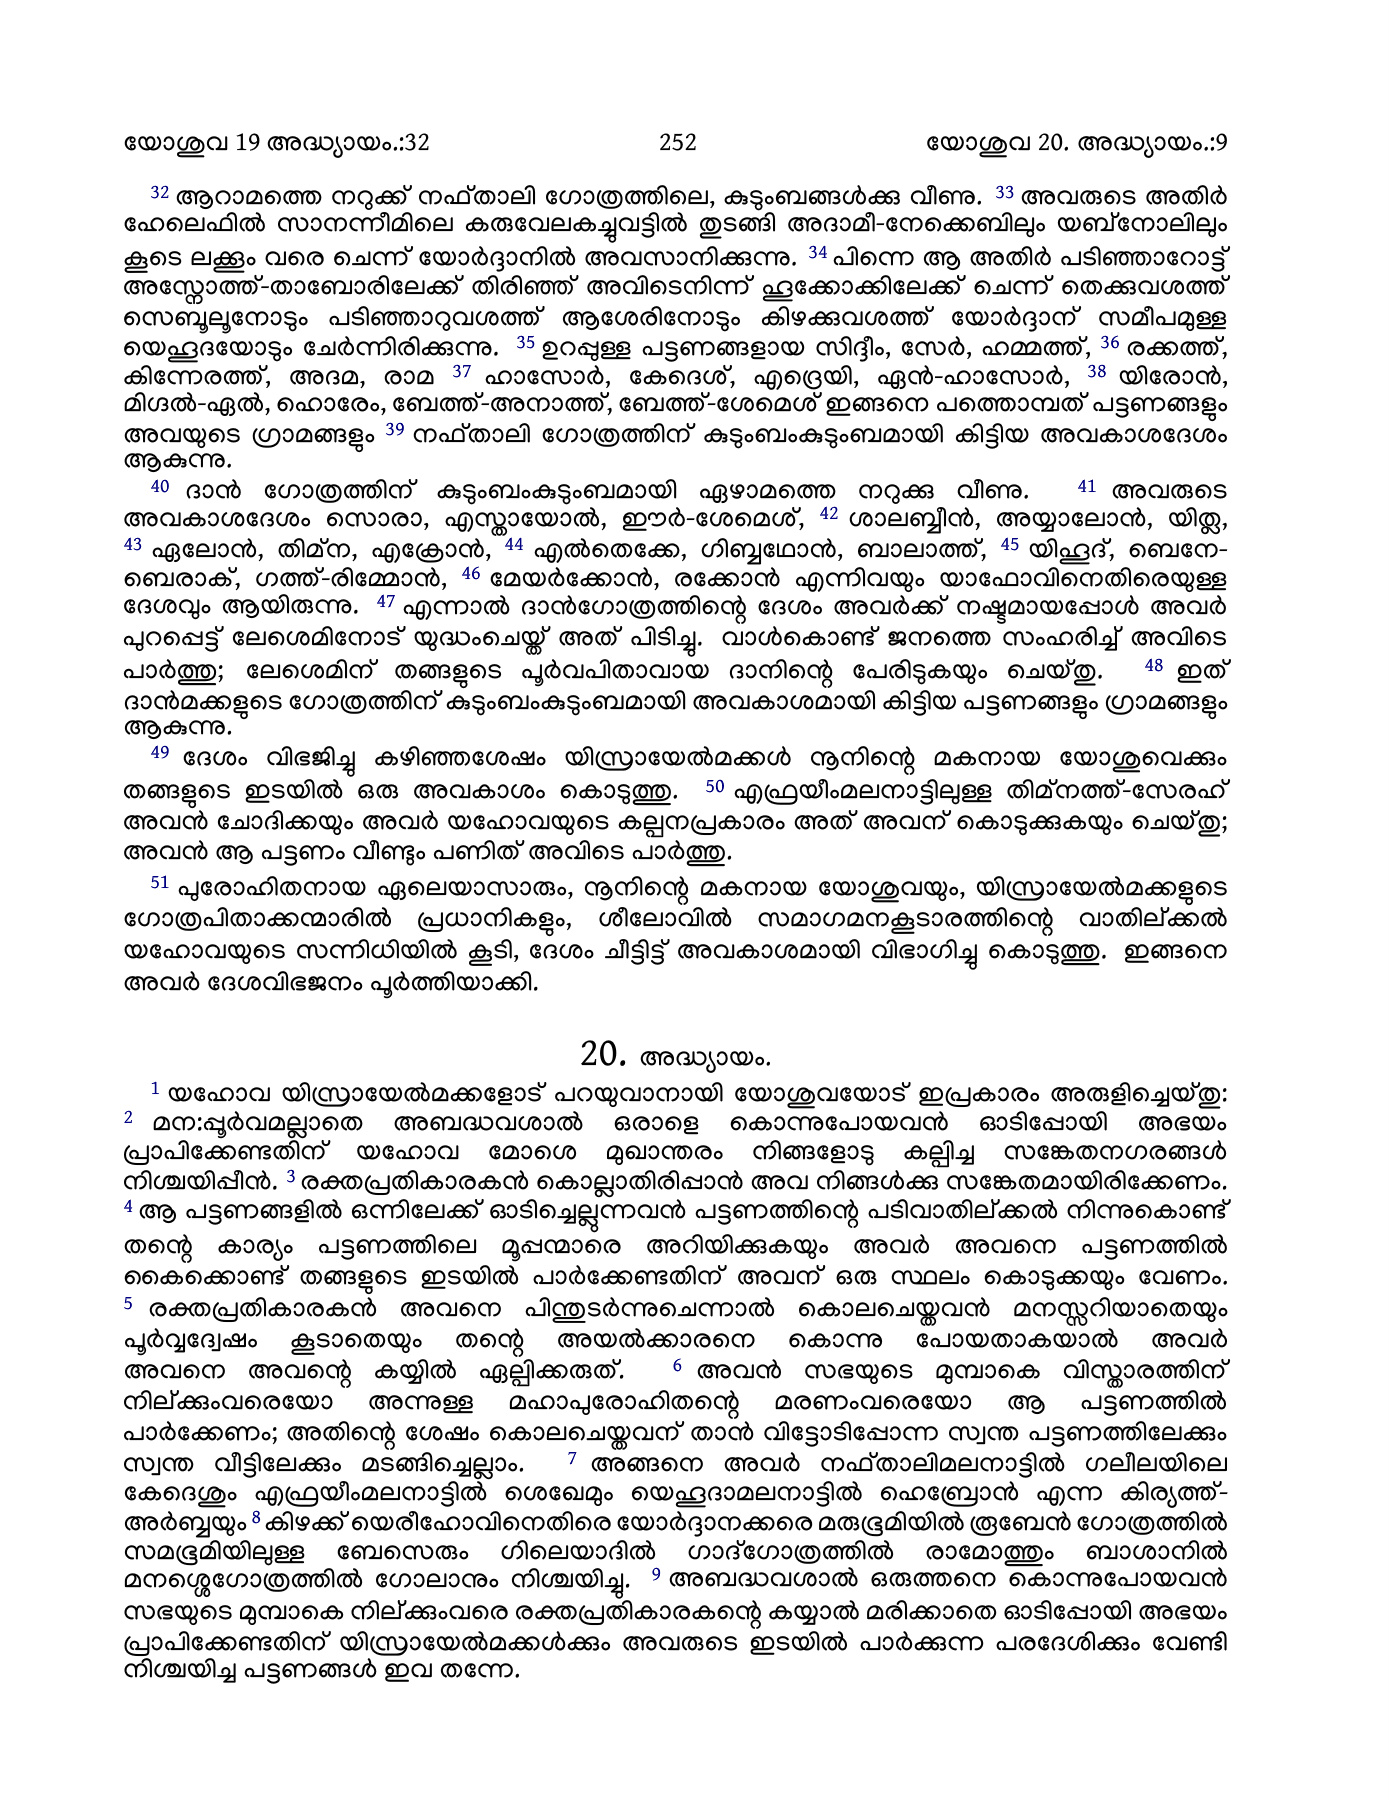 യോശുവ 19 അദ്ധ്യായം.:32 252 യോശുവ 20. അദ്ധ്യായം.:9
32 ആറാമത്തെ നറുക്ക് നഫ്താലി ഗോത്രത്തിലെ, കുടുംബങ്ങൾക്കു വീണു. 33 അവരുടെ അതിർ
ഹേലെഫിൽ സാനന്നീമിലെ കരുവേലകച്ചുവട്ടിൽ തുടങ്ങി അദാമീ-നേക്കെബിലും യബ്നോലിലും
കൂടെ ലക്കൂം വരെ ചെന്ന് യോർദ്ദാനിൽ അവസാനിക്കുന്നു. 34 പിന്നെ ആ അതിർ പടിഞ്ഞാറോട്ട്
അസ്നോത്ത്-താബോരിലേക്ക് തിരിഞ്ഞ് അവിടെനിന്ന് ഹൂക്കോക്കിലേക്ക് ചെന്ന് തെക്കുവശത്ത്
സെബൂലൂനോടും പടിഞ്ഞാറുവശത്ത് ആശേരിനോടും കിഴക്കുവശത്ത് യോർദ്ദാന് സമീപമുള്ള
യെഹൂദയോടും ചേർന്നിരിക്കുന്നു. 35 ഉറപ്പുള്ള പട്ടണങ്ങളായ സിദ്ദീം, സേർ, ഹമ്മത്ത്, 36 രക്കത്ത്,
കിന്നേരത്ത്, അദമ, രാമ 37 ഹാസോർ, കേദെശ്, എദ്രെയി, ഏൻ-ഹാസോർ, 38 യിരോൻ,
മിഗ്ദൽ-ഏൽ, ഹൊരേം, ബേത്ത്-അനാത്ത്, ബേത്ത്-ശേമെശ് ഇങ്ങനെ പത്തൊമ്പത് പട്ടണങ്ങളും
അവയുടെ ഗ്രാമങ്ങളും 39 നഫ്താലി ഗോത്രത്തിന് കുടുംബംകുടുംബമായി കിട്ടിയ അവകാശദേശം
ആകുന്നു.
40 ദാൻ ഗോത്രത്തിന് കുടുംബംകുടുംബമായി ഏഴാമത്തെ നറുക്കു വീണു. 41 അവരുടെ
അവകാശദേശം സൊരാ, എസ്തായോൽ, ഈർ-ശേമെശ്, 42 ശാലബ്ബീൻ, അയ്യാലോൻ, യിത്ല,
43 ഏലോൻ, തിമ്ന, എക്രോൻ, 44 എൽതെക്കേ, ഗിബ്ബഥോൻ, ബാലാത്ത്, 45 യിഹൂദ്, ബെനേ-
ബെരാക്, ഗത്ത്-രിമ്മോൻ, 46 മേയർക്കോൻ, രക്കോൻ എന്നിവയും യാഫോവിനെതിരെയുള്ള
ദേശവും ആയിരുന്നു. 47 എന്നാൽ ദാൻഗോത്രത്തിന്റെ ദേശം അവർക്ക് നഷ്ടമായപ്പോൾ അവർ
പുറപ്പെട്ട് ലേശെമിനോട് യുദ്ധംചെയ്ത് അത് പിടിച്ചു. വാൾകൊണ്ട് ജനത്തെ സംഹരിച്ച് അവിടെ
പാർത്തു; ലേശെമിന് തങ്ങളുടെ പൂർവപിതാവായ ദാനിന്റെ പേരിടുകയും ചെയ്തു. 48 ഇത്
ദാൻമക്കളുടെ ഗോത്രത്തിന് കുടുംബംകുടുംബമായി അവകാശമായി കിട്ടിയ പട്ടണങ്ങളും ഗ്രാമങ്ങളും
ആകുന്നു.
49 ദേശം വിഭജിച്ചു കഴിഞ്ഞശേഷം യിസ്രായേൽമക്കൾ നൂനിന്റെ മകനായ യോശുവെക്കും
തങ്ങളുടെ ഇടയിൽ ഒരു അവകാശം കൊടുത്തു. 50 എഫ്രയീംമലനാട്ടിലുള്ള തിമ്നത്ത്-സേരഹ്
അവൻ ചോദിക്കയും അവർ യഹോവയുടെ കല്പനപ്രകാരം അത് അവന് കൊടുക്കുകയും ചെയ്തു;
അവൻ ആ പട്ടണം വീണ്ടും പണിത് അവിടെ പാർത്തു.
51 പുരോഹിതനായ ഏലെയാസാരും, നൂനിന്റെ മകനായ യോശുവയും, യിസ്രായേൽമക്കളുടെ
ഗോത്രപിതാക്കന്മാരിൽ പ്രധാനികളും, ശീലോവിൽ സമാഗമനകൂടാരത്തിന്റെ വാതില്ക്കൽ
യഹോവയുടെ സന്നിധിയിൽ കൂടി, ദേശം ചീട്ടിട്ട് അവകാശമായി വിഭാഗിച്ചു കൊടുത്തു. ഇങ്ങനെ
അവർ ദേശവിഭജനം പൂർത്തിയാക്കി.
20. അദ്ധ്യായം.
1 യഹോവ യിസ്രായേൽമക്കളോട് പറയുവാനായി യോശുവയോട് ഇപ്രകാരം അരുളിച്ചെയ്തു:
2 മന:പ്പൂർവമല്ലാതെ അബദ്ധവശാൽ ഒരാളെ കൊന്നുപോയവൻ ഓടിപ്പോയി അഭയം
പ്രാപിക്കേണ്ടതിന് യഹോവ മോശെ മുഖാന്തരം നിങ്ങളോടു കല്പിച്ച സങ്കേതനഗരങ്ങൾ
നിശ്ചയിപ്പീൻ. 3 രക്തപ്രതികാരകൻ കൊല്ലാതിരിപ്പാൻ അവ നിങ്ങൾക്കു സങ്കേതമായിരിക്കേണം.
4 ആ പട്ടണങ്ങളിൽ ഒന്നിലേക്ക് ഓടിച്ചെല്ലുന്നവൻ പട്ടണത്തിന്റെ പടിവാതില്ക്കൽ നിന്നുകൊണ്ട്
തന്റെ കാര്യം പട്ടണത്തിലെ മൂപ്പന്മാരെ അറിയിക്കുകയും അവർ അവനെ പട്ടണത്തിൽ
കൈക്കൊണ്ട് തങ്ങളുടെ ഇടയിൽ പാർക്കേണ്ടതിന് അവന് ഒരു സ്ഥലം കൊടുക്കയും വേണം.
5 രക്തപ്രതികാരകൻ അവനെ പിന്തുടർന്നുചെന്നാൽ കൊലചെയ്തവൻ മനസ്സറിയാതെയും
പൂർവ്വദ്വേഷം കൂടാതെയും തന്റെ അയൽക്കാരനെ കൊന്നു പോയതാകയാൽ അവർ
അവനെ അവന്റെ കയ്യിൽ ഏല്പിക്കരുത്. 6 അവൻ സഭയുടെ മുമ്പാകെ വിസ്താരത്തിന്
നില്ക്കുംവരെയോ അന്നുള്ള മഹാപുരോഹിതന്റെ മരണംവരെയോ ആ പട്ടണത്തിൽ
പാർക്കേണം; അതിന്റെ ശേഷം കൊലചെയ്തവന് താൻ വിട്ടോടിപ്പോന്ന സ്വന്ത പട്ടണത്തിലേക്കും
സ്വന്ത വീട്ടിലേക്കും മടങ്ങിച്ചെല്ലാം. 7 അങ്ങനെ അവർ നഫ്താലിമലനാട്ടിൽ ഗലീലയിലെ
കേദെശും എഫ്രയീംമലനാട്ടിൽ ശെഖേമും യെഹൂദാമലനാട്ടിൽ ഹെബ്രോൻ എന്ന കിര്യത്ത്-
അർബ്ബയും 8 കിഴക്ക് യെരീഹോവിനെതിരെ യോർദ്ദാനക്കരെ മരുഭൂമിയിൽ രൂബേൻ ഗോത്രത്തിൽ
സമഭൂമിയിലുള്ള ബേസെരും ഗിലെയാദിൽ ഗാദ്ഗോത്രത്തിൽ രാമോത്തും ബാശാനിൽ
മനശ്ശെഗോത്രത്തിൽ ഗോലാനും നിശ്ചയിച്ചു. 9 അബദ്ധവശാൽ ഒരുത്തനെ കൊന്നുപോയവൻ
സഭയുടെ മുമ്പാകെ നില്ക്കുംവരെ രക്തപ്രതികാരകന്റെ കയ്യാൽ മരിക്കാതെ ഓടിപ്പോയി അഭയം
പ്രാപിക്കേണ്ടതിന് യിസ്രായേൽമക്കൾക്കും അവരുടെ ഇടയിൽ പാർക്കുന്ന പരദേശിക്കും വേണ്ടി
നിശ്ചയിച്ച പട്ടണങ്ങൾ ഇവ തന്നേ.